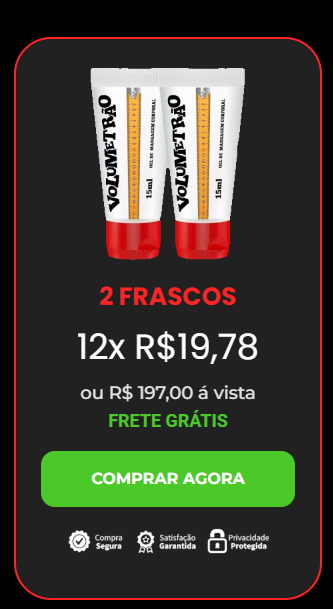 VOLUMETRÃO
GEL DE MASSAGEM CORPORAL
15ml
VOLUMETRÃO
GEL DE MASSAGEM CORPORAL
15ml
2 FRASCOS
12x R$19,78
ou R$ 197,00 á vista
FRETE GRÁTIS
COMPRAR AGORA
Compra
Segura
Satisfação
Garantida
Privacidade
Protegida